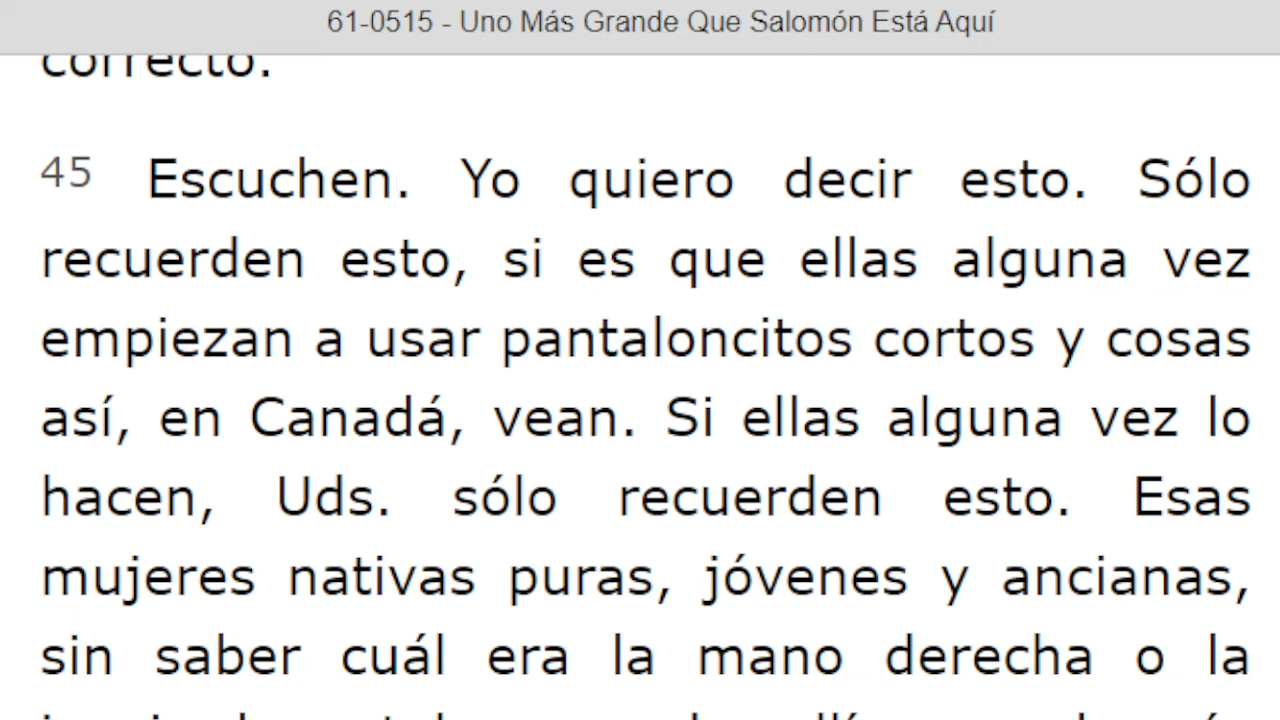 61-0515 - Uno Más Grande Que Salomón Está Aquí
correcto.
45 Escuchen. Yo quiero decir esto. Sólo
recuerden esto, si es que ellas alguna vez
empiezan a usar pantaloncitos cortos y cosas
así, en Canadá, vean. Si ellas alguna vez lo
hacen, Uds. sólo recuerden esto. Esas
mujeres nativas puras, jóvenes y ancianas,
sin saber cuál era la mano derecha o la